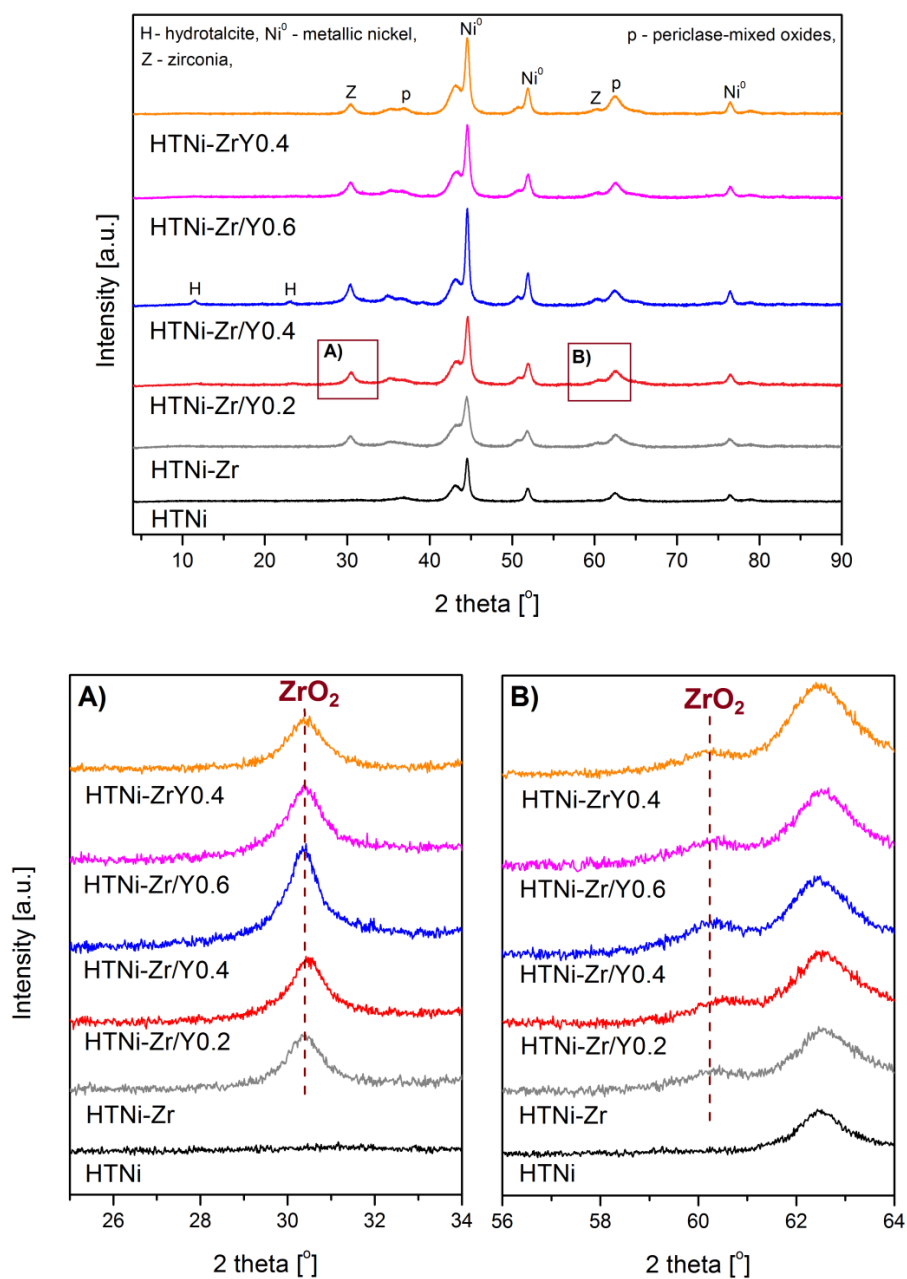 H- hydrotalcite, Ni⁰ - metallic nickel,
Z - zirconia,
p - periclase-mixed oxides,
Ni⁰
Z
p
Ni⁰
Z
p
Ni⁰
HTNi-ZrY0.4
HTNi-Zr/Y0.6
H
H
HTNi-Zr/Y0.4
A)
B)
HTNi-Zr/Y0.2
HTNi-Zr
HTNi
Intensity [a.u.]
10 20 30 40 50 60 70 80 90
2 theta [°]
A)
ZrO₂
HTNi-ZrY0.4
HTNi-Zr/Y0.6
HTNi-Zr/Y0.4
HTNi-Zr/Y0.2
HTNi-Zr
HTNi
Intensity [a.u.]
26 28 30 32 34
2 theta [°]
B)
ZrO₂
HTNi-ZrY0.4
HTNi-Zr/Y0.6
HTNi-Zr/Y0.4
HTNi-Zr/Y0.2
HTNi-Zr
HTNi
56 58 60 62 64
2 theta [°]